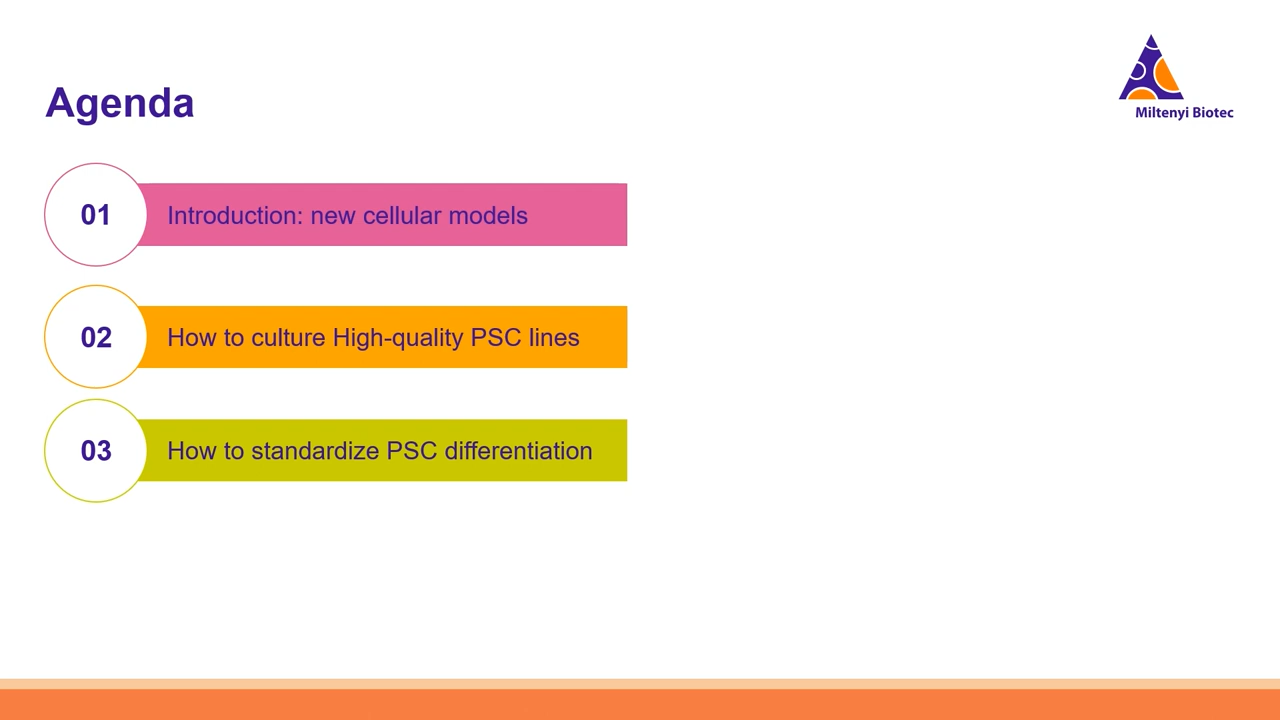 Agenda
Miltenyi Biotec
01
Introduction: new cellular models
02
How to culture High-quality PSC lines
03
How to standardize PSC differentiation